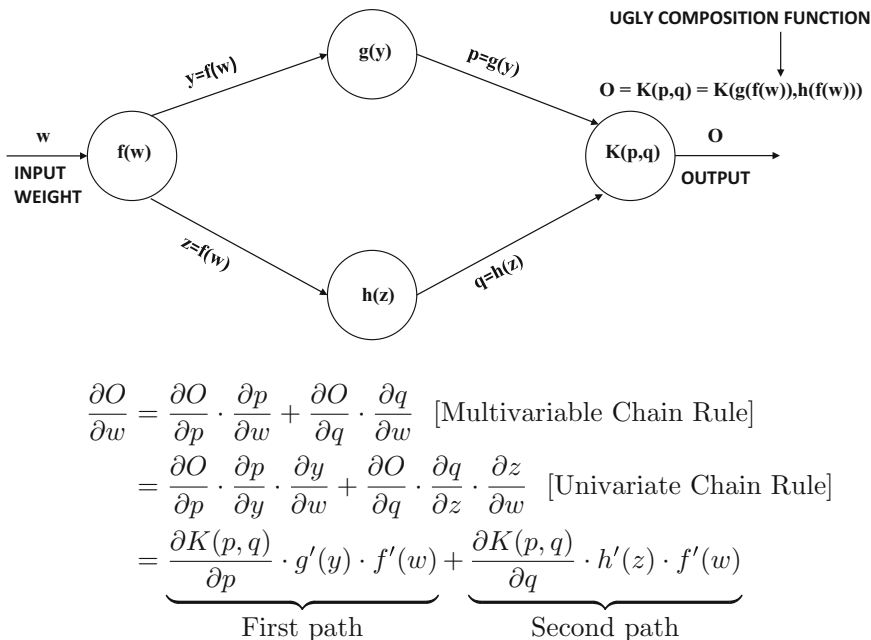 UGLY COMPOSITION FUNCTION
g(y)
y=f(w)
p=g(y)
O = K(p,q) = K(g(f(w)),h(f(w)))
w
f(w)
K(p,q)
O
INPUT
WEIGHT
OUTPUT
z=f(w)
q=h(z)
h(z)
∂O/∂w = ∂O/∂p · ∂p/∂w + ∂O/∂q · ∂q/∂w [Multivariable Chain Rule]
= ∂O/∂p · ∂p/∂y · ∂y/∂w + ∂O/∂q · ∂q/∂z · ∂z/∂w [Univariate Chain Rule]
= ∂K(p, q)/∂p · g′(y) · f′(w) + ∂K(p, q)/∂q · h′(z) · f′(w)
First path Second path